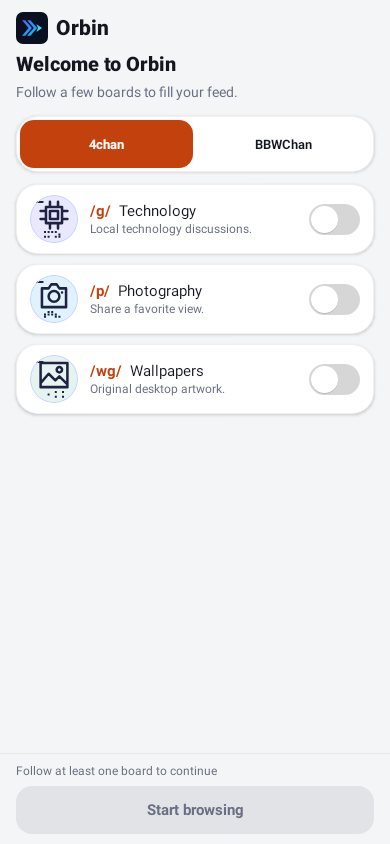 Orbin
Welcome to Orbin
Follow a few boards to fill your feed.
4chan
BBWChan
/g/ Technology
Local technology discussions.
/p/ Photography
Share a favorite view.
/wg/ Wallpapers
Original desktop artwork.
Follow at least one board to continue
Start browsing